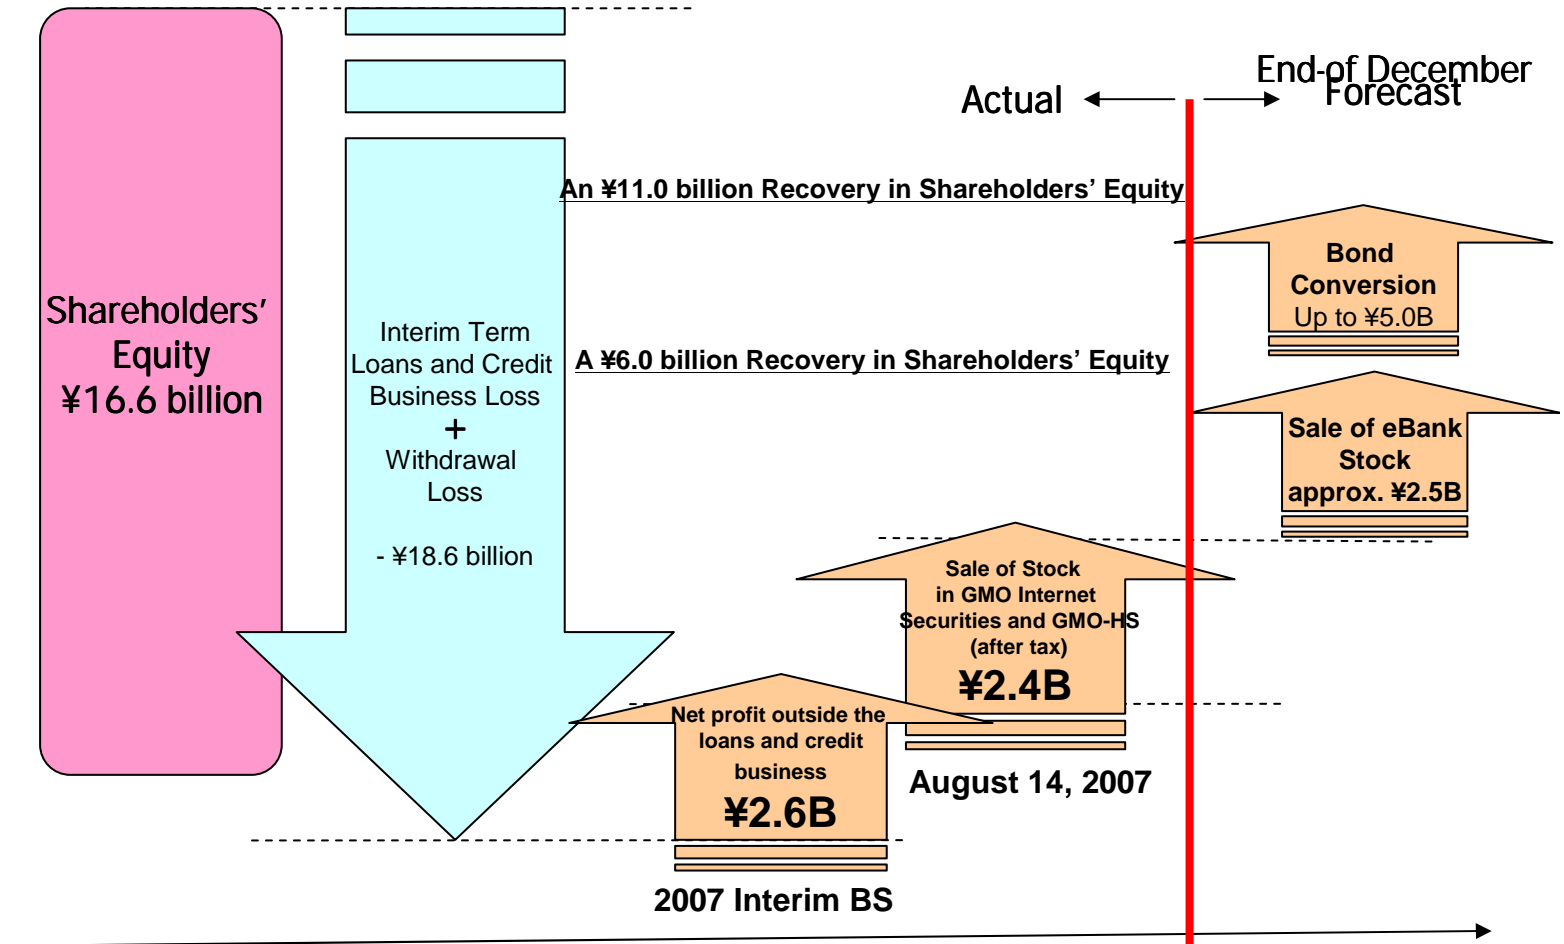 Shareholders’
Equity
¥16.6 billion
Interim Term
Loans and Credit
Business Loss
+
Withdrawal
Loss
- ¥18.6 billion
Actual
End-of December
Forecast
An ¥11.0 billion Recovery in Shareholders’ Equity
A ¥6.0 billion Recovery in Shareholders’ Equity
Bond
Conversion
Up to ¥5.0B
Sale of eBank
Stock
approx. ¥2.5B
Sale of Stock
in GMO Internet
Securities and GMO-HS
(after tax)
¥2.4B
August 14, 2007
Net profit outside the
loans and credit
business
¥2.6B
2007 Interim BS